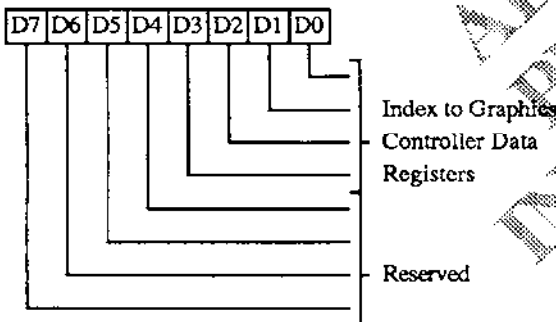 D7 D6 D5 D4 D3 D2 D1 D0
Index to Graphics
Controller Data
Registers
Reserved